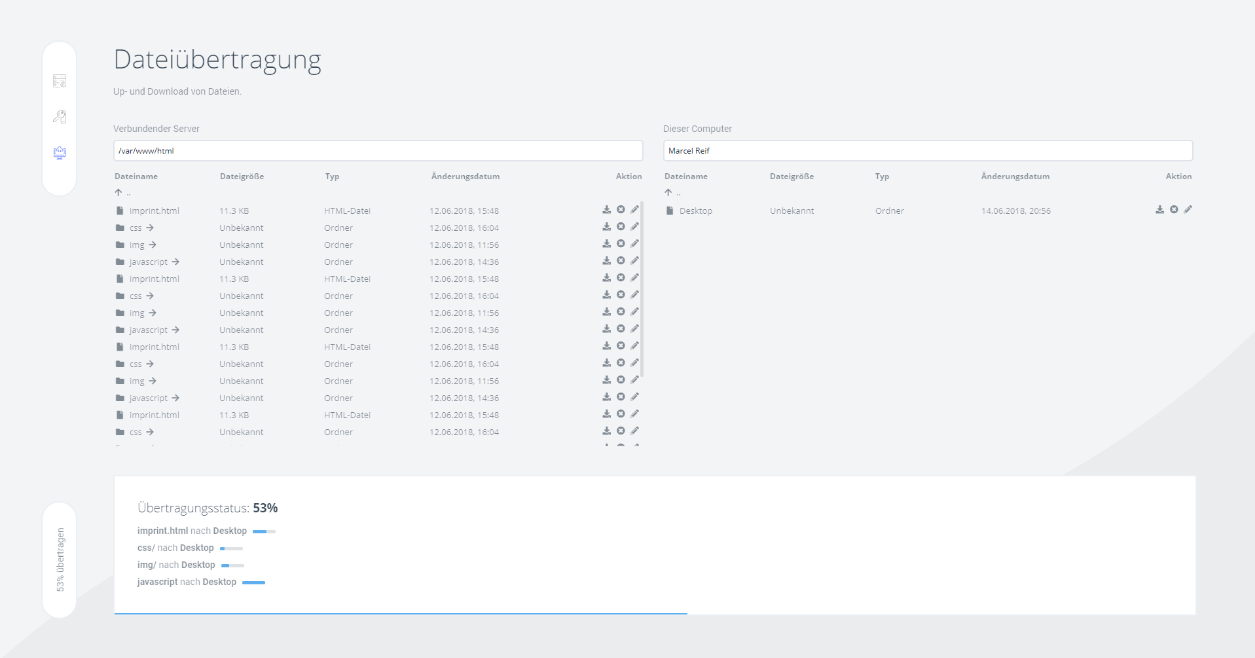 Dateiübertragung
Up- und Download von Dateien.
Verbundender Server
/var/www/html
Dateiname Dateigröße Typ Änderungsdatum Aktion
..
imprint.html 11.3 KB HTML-Datei 12.06.2018, 15:48
css Unbekannt Ordner 12.06.2018, 16:04
img Unbekannt Ordner 12.06.2018, 11:56
javascript Unbekannt Ordner 12.06.2018, 14:36
imprint.html 11.3 KB HTML-Datei 12.06.2018, 15:48
css Unbekannt Ordner 12.06.2018, 16:04
img Unbekannt Ordner 12.06.2018, 11:56
javascript Unbekannt Ordner 12.06.2018, 14:36
imprint.html 11.3 KB HTML-Datei 12.06.2018, 15:48
css Unbekannt Ordner 12.06.2018, 16:04
img Unbekannt Ordner 12.06.2018, 11:56
javascript Unbekannt Ordner 12.06.2018, 14:36
imprint.html 11.3 KB HTML-Datei 12.06.2018, 15:48
css Unbekannt Ordner 12.06.2018, 16:04
Dieser Computer
Marcel Reif
Dateiname Dateigröße Typ Änderungsdatum Aktion
..
Desktop Unbekannt Ordner 14.06.2018, 20:56
Übertragungsstatus: 53%
imprint.html nach Desktop
css/ nach Desktop
img/ nach Desktop
javascript nach Desktop
53% übertragen